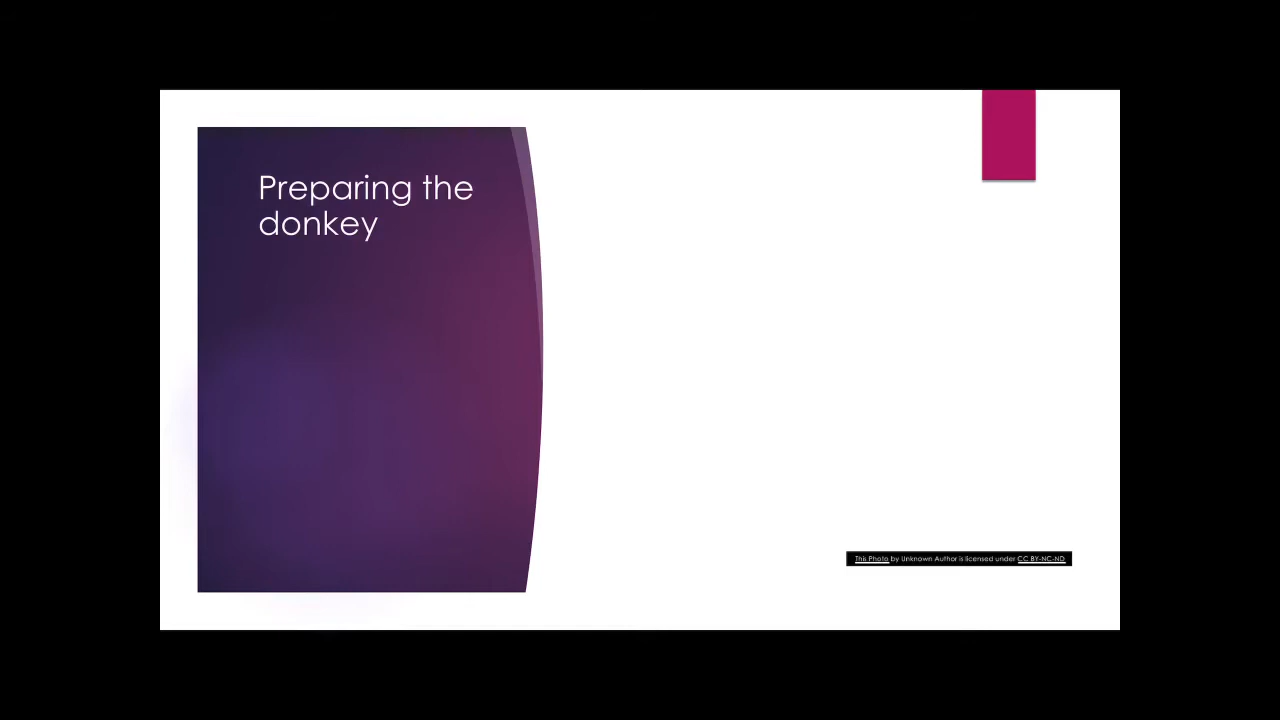 Preparing the
donkey
This Photo by Unknown Author is licensed under CC BY-NC-ND